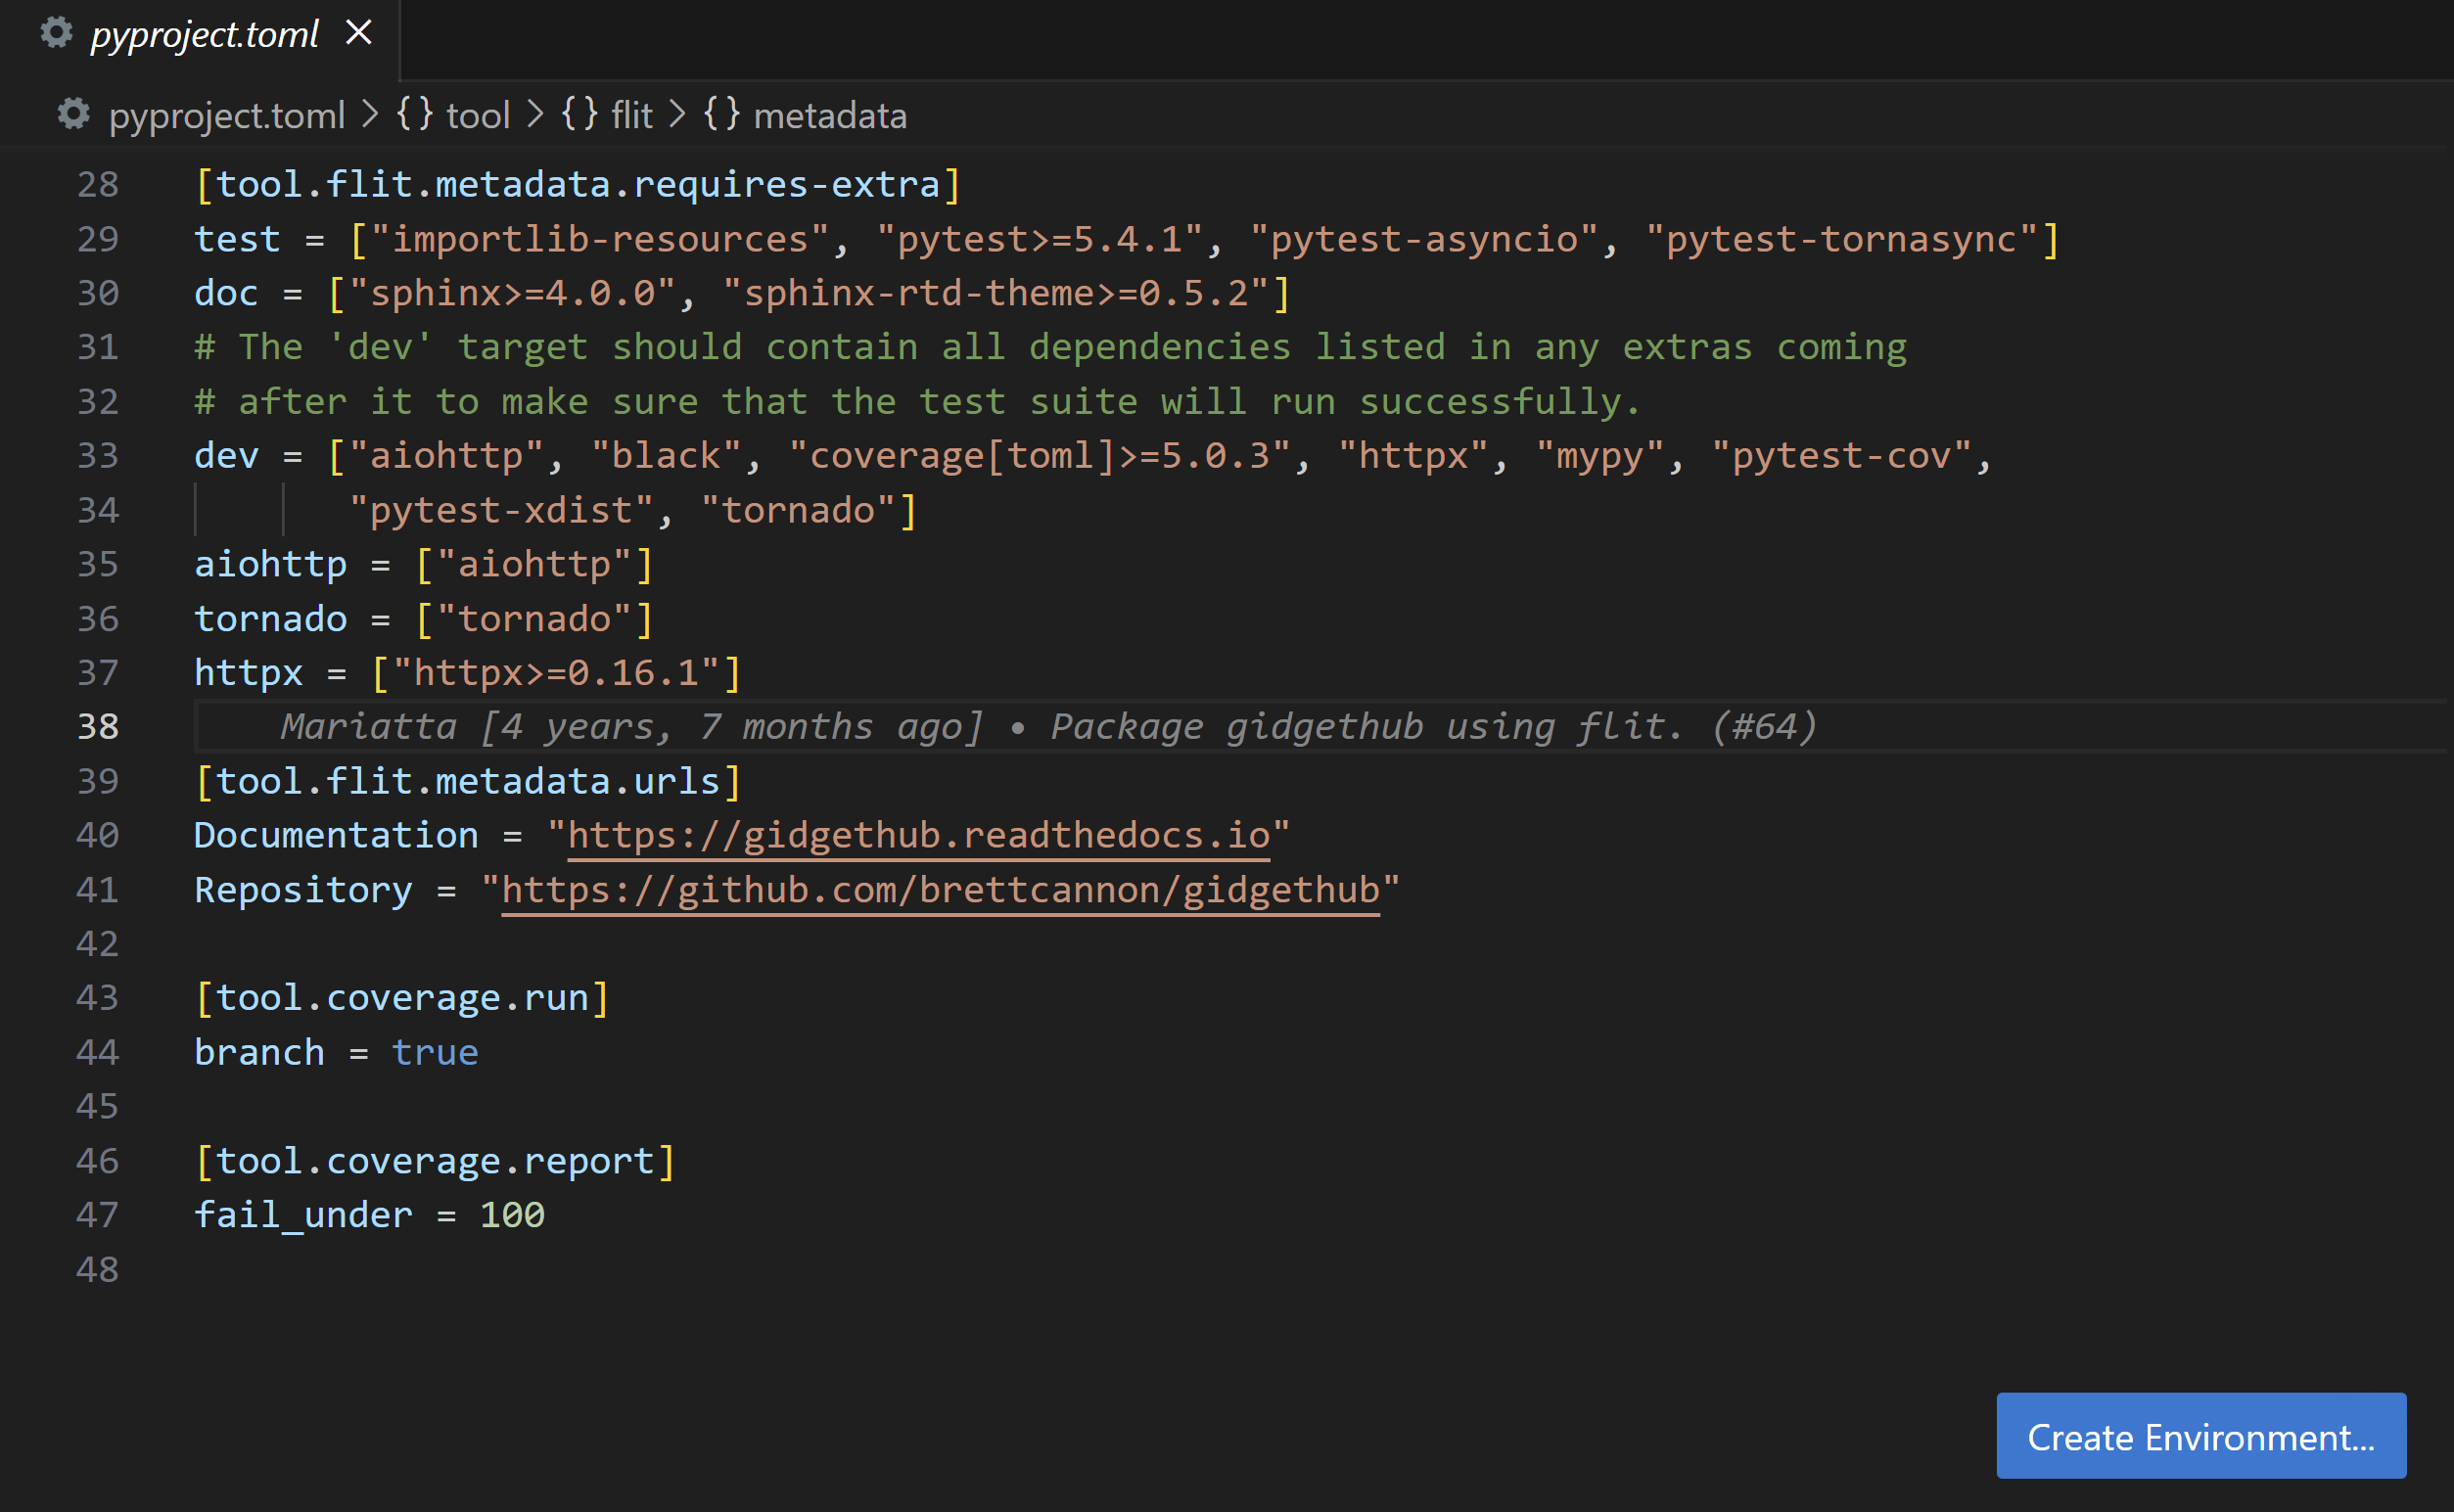 pyproject.toml
pyproject.toml > {} tool > {} flit > {} metadata
28 [tool.flit.metadata.requires-extra]
29 test = ["importlib-resources", "pytest>=5.4.1", "pytest-asyncio", "pytest-tornasync"]
30 doc = ["sphinx>=4.0.0", "sphinx-rtd-theme>=0.5.2"]
31 # The 'dev' target should contain all dependencies listed in any extras coming
32 # after it to make sure that the test suite will run successfully.
33 dev = ["aiohttp", "black", "coverage[toml]>=5.0.3", "httpx", "mypy", "pytest-cov",
34 "pytest-xdist", "tornado"]
35 aiohttp = ["aiohttp"]
36 tornado = ["tornado"]
37 httpx = ["httpx>=0.16.1"]
38 Mariatta [4 years, 7 months ago] • Package gidgethub using flit. (#64)
39 [tool.flit.metadata.urls]
40 Documentation = "https://gidgethub.readthedocs.io"
41 Repository = "https://github.com/brettcannon/gidgethub"
42
43 [tool.coverage.run]
44 branch = true
45
46 [tool.coverage.report]
47 fail_under = 100
48
Create Environment...